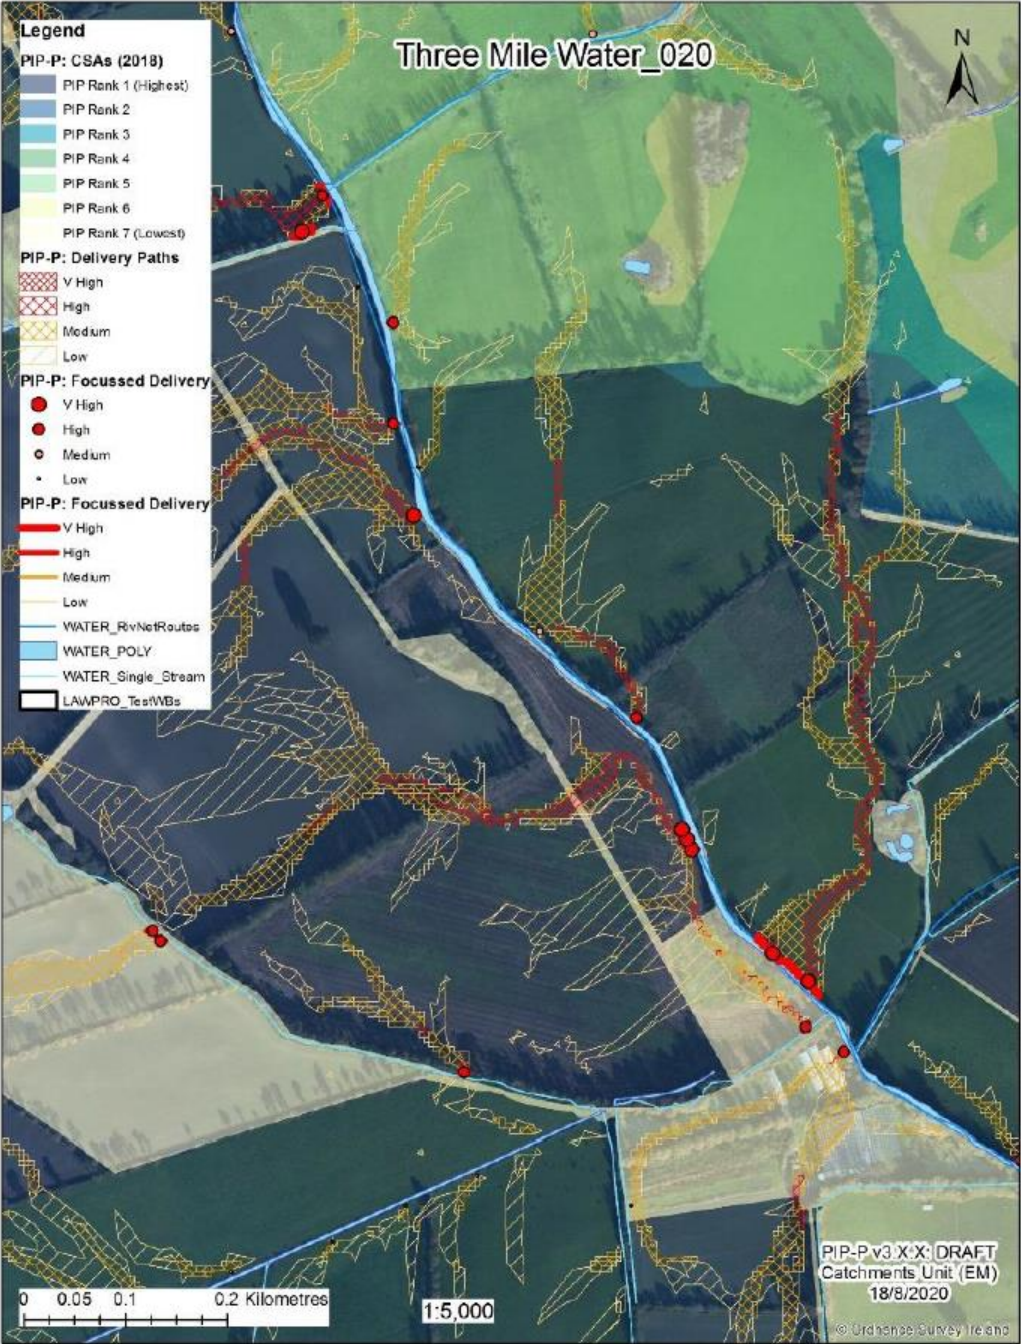 Three Mile Water_020
N
Legend
PIP-P: CSAs (2018)
PIP Rank 1 (Highest)
PIP Rank 2
PIP Rank 3
PIP Rank 4
PIP Rank 5
PIP Rank 6
PIP Rank 7 (Lowest)
PIP-P: Delivery Paths
V High
High
Medium
Low
PIP-P: Focussed Delivery
V High
High
Medium
Low
PIP-P: Focussed Delivery
V High
High
Medium
Low
WATER_RivNetRoutes
WATER_POLY
WATER_Single_Stream
LAWPRO_TestWBs
0 0.05 0.1 0.2 Kilometres
1:5,000
PIP-P v3.X.X: DRAFT
Catchments Unit (EM)
18/8/2020
© Ordnance Survey Ireland